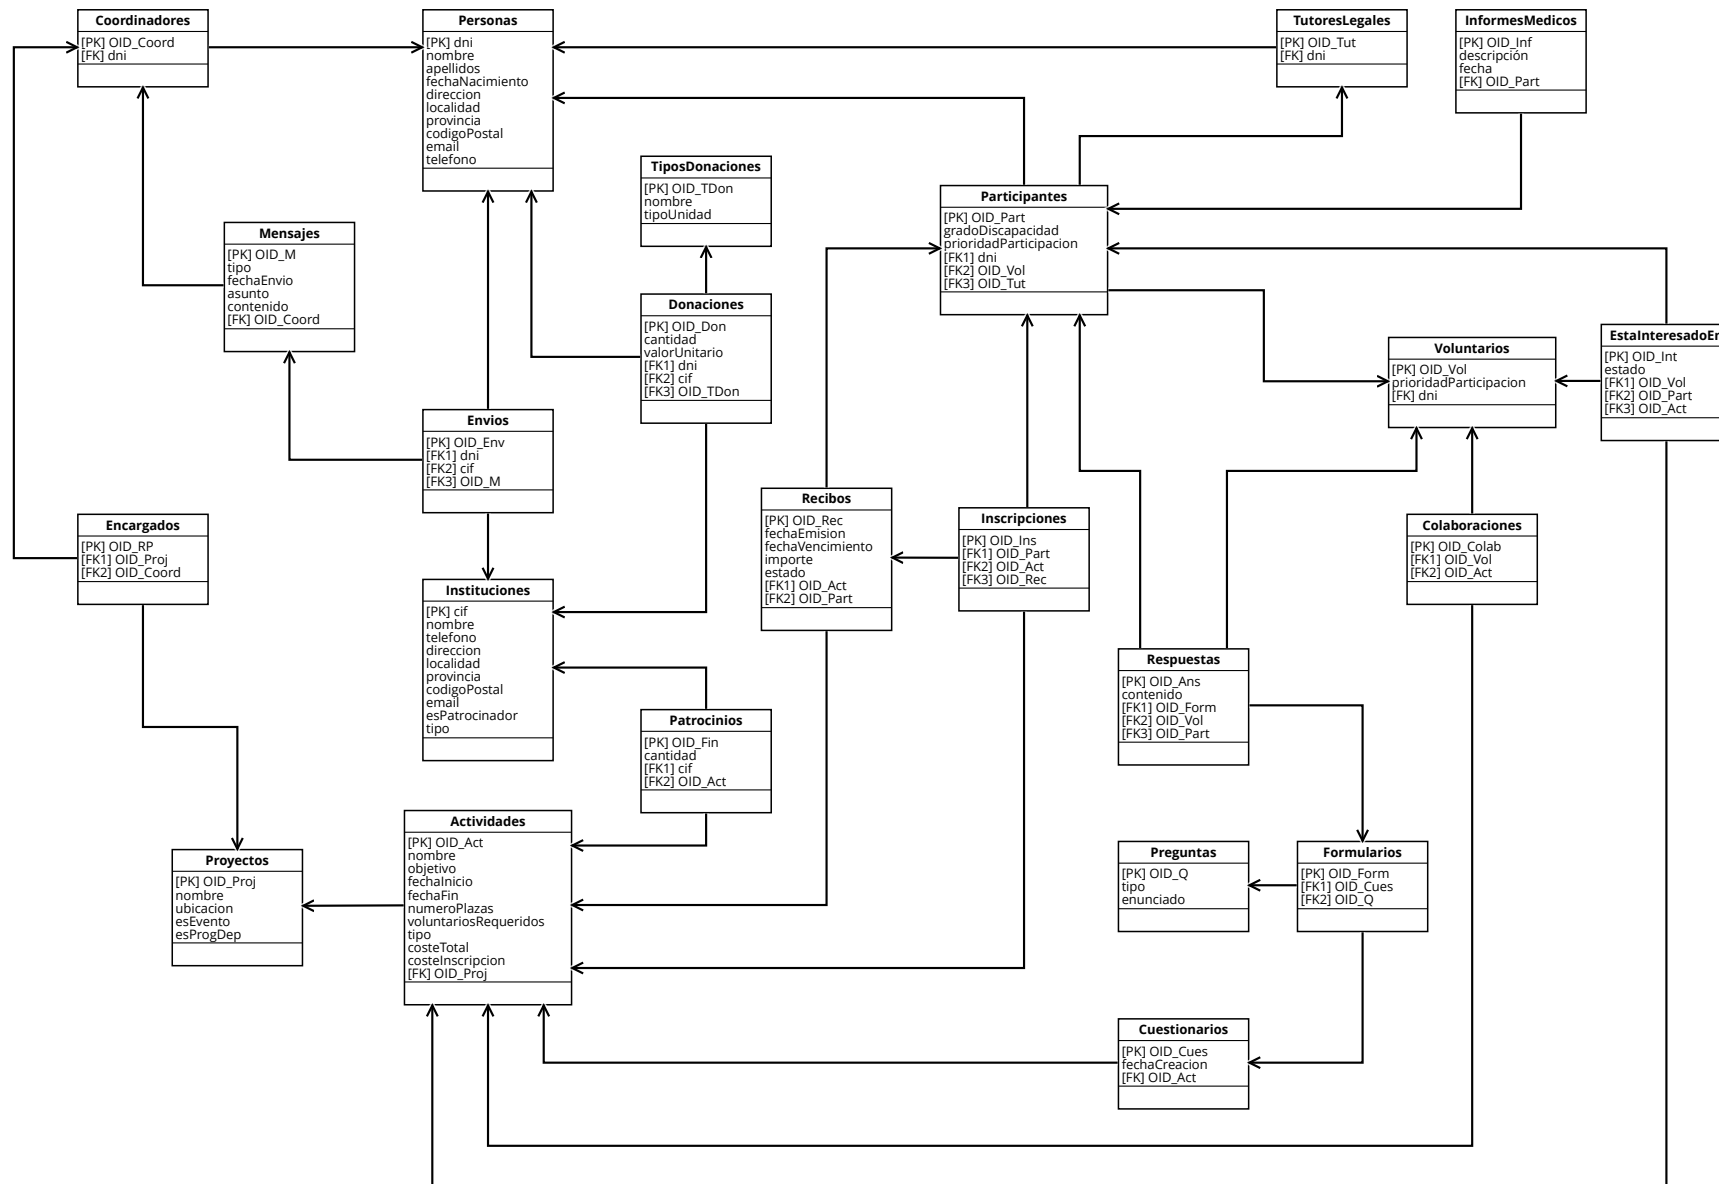 Coordinadores
[PK] OID_Coord
[FK] dni
Personas
[PK] dni
nombre
apellidos
fechaNacimiento
direccion
localidad
provincia
codigoPostal
email
telefono
TutoresLegales
[PK] OID_Tut
[FK] dni
InformesMedicos
[PK] OID_Inf
descripción
fecha
[FK] OID_Part
TiposDonaciones
[PK] OID_TDon
nombre
tipoUnidad
Participantes
[PK] OID_Part
gradoDiscapacidad
prioridadParticipacion
[FK1] dni
[FK2] OID_Vol
[FK3] OID_Tut
Mensajes
[PK] OID_M
tipo
fechaEnvio
asunto
contenido
[FK] OID_Coord
Donaciones
[PK] OID_Don
cantidad
valorUnitario
[FK1] dni
[FK2] cif
[FK3] OID_TDon
Voluntarios
[PK] OID_Vol
prioridadParticipacion
[FK] dni
EstaInteresadoEn
[PK] OID_Int
estado
[FK1] OID_Vol
[FK2] OID_Part
[FK3] OID_Act
Envios
[PK] OID_Env
[FK1] dni
[FK2] cif
[FK3] OID_M
Recibos
[PK] OID_Rec
fechaEmision
fechaVencimiento
importe
estado
[FK1] OID_Act
[FK2] OID_Part
Inscripciones
[PK] OID_Ins
[FK1] OID_Part
[FK2] OID_Act
[FK3] OID_Rec
Encargados
[PK] OID_RP
[FK1] OID_Proj
[FK2] OID_Coord
Colaboraciones
[PK] OID_Colab
[FK1] OID_Vol
[FK2] OID_Act
Instituciones
[PK] cif
nombre
telefono
direccion
localidad
provincia
codigoPostal
email
esPatrocinador
tipo
Respuestas
[PK] OID_Ans
contenido
[FK1] OID_Form
[FK2] OID_Vol
[FK3] OID_Part
Patrocinios
[PK] OID_Fin
cantidad
[FK1] cif
[FK2] OID_Act
Actividades
[PK] OID_Act
nombre
objetivo
fechaInicio
fechaFin
numeroPlazas
voluntariosRequeridos
tipo
costeTotal
costeInscripcion
[FK] OID_Proj
Proyectos
[PK] OID_Proj
nombre
ubicacion
esEvento
esProgDep
Preguntas
[PK] OID_Q
tipo
enunciado
Formularios
[PK] OID_Form
[FK1] OID_Cues
[FK2] OID_Q
Cuestionarios
[PK] OID_Cues
fechaCreacion
[FK] OID_Act